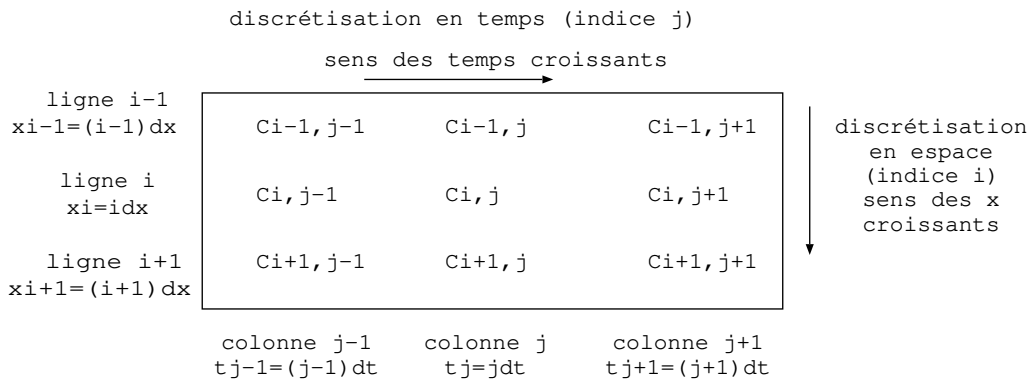 discrétisation en temps (indice j)
sens des temps croissants
ligne i-1
xi-1=(i-1)dx
Ci-1,j-1 Ci-1,j Ci-1,j+1
ligne i
xi=idx
Ci,j-1 Ci,j Ci,j+1
ligne i+1
xi+1=(i+1)dx
Ci+1,j-1 Ci+1,j Ci+1,j+1
discrétisation
en espace
(indice i)
sens des x
croissants
colonne j-1 colonne j colonne j+1
tj-1=(j-1)dt tj=jdt tj+1=(j+1)dt